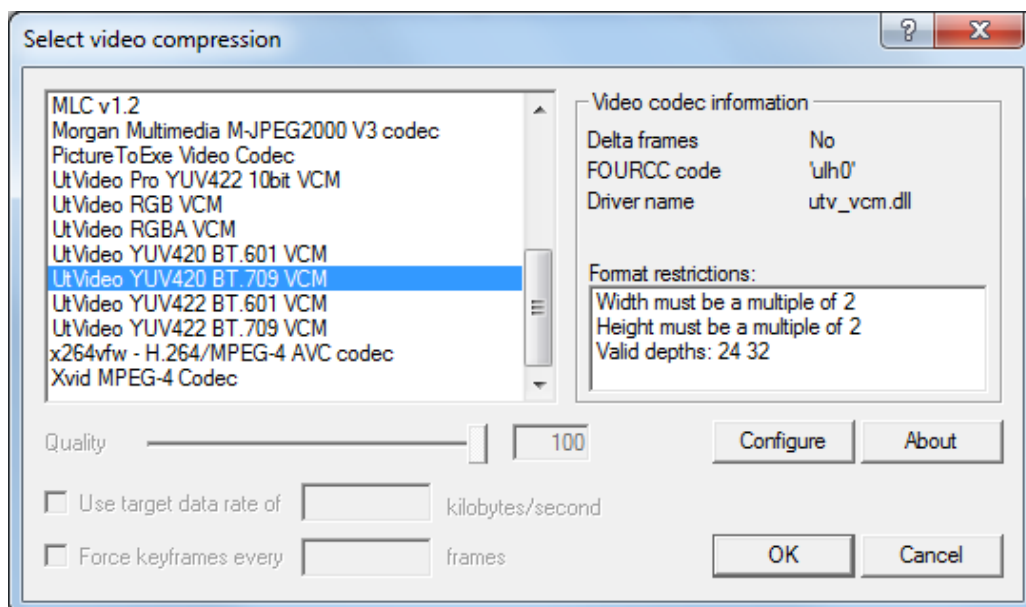 Select video compression
MLC v1.2
Morgan Multimedia M-JPEG2000 V3 codec
PictureToExe Video Codec
UtVideo Pro YUV422 10bit VCM
UtVideo RGB VCM
UtVideo RGBA VCM
UtVideo YUV420 BT.601 VCM
UtVideo YUV420 BT.709 VCM
UtVideo YUV422 BT.601 VCM
UtVideo YUV422 BT.709 VCM
x264vfw - H.264/MPEG-4 AVC codec
Xvid MPEG-4 Codec
Video codec information
Delta frames No
FOURCC code 'ulh0'
Driver name utv_vcm.dll
Format restrictions:
Width must be a multiple of 2
Height must be a multiple of 2
Valid depths: 24 32
Quality 100
Configure About
Use target data rate of kilobytes/second
Force keyframes every frames
OK Cancel